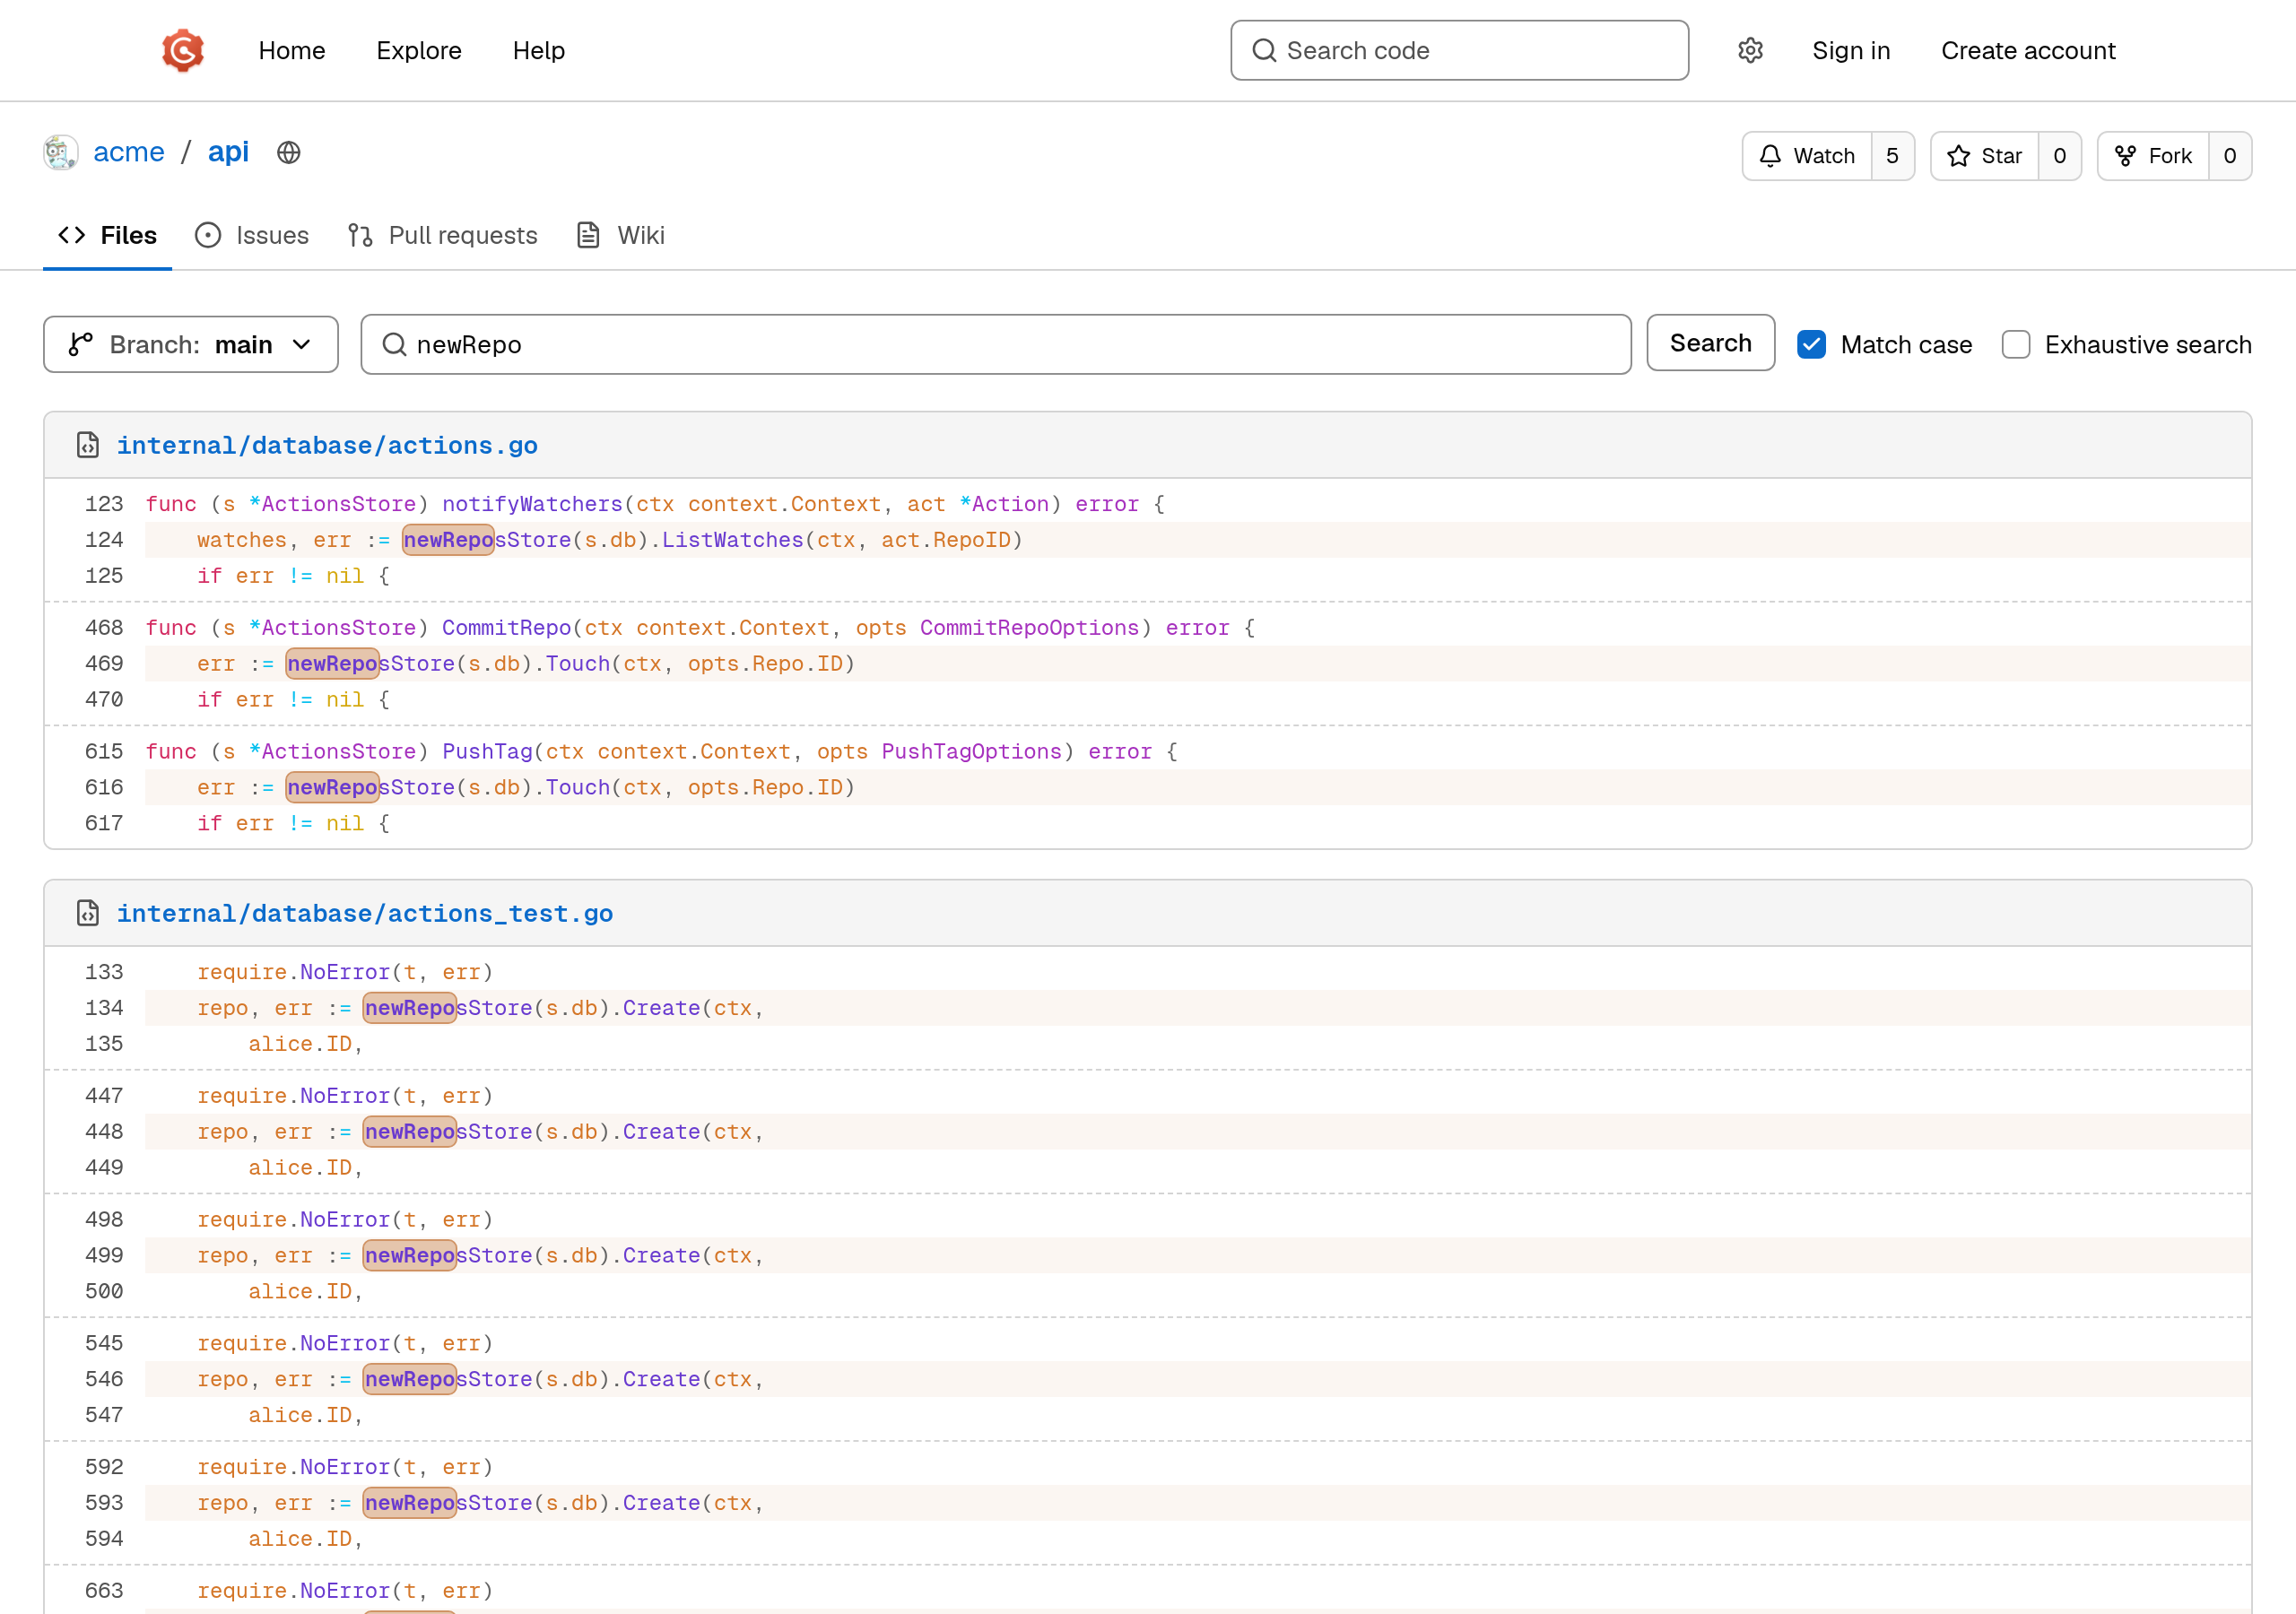 Home Explore Help Search code Sign in Create account
acme / api Watch 5 Star 0 Fork 0
Files Issues Pull requests Wiki
Branch: main newRepo Search Match case Exhaustive search
internal/database/actions.go
123 func (s *ActionsStore) notifyWatchers(ctx context.Context, act *Action) error {
124 watches, err := newReposStore(s.db).ListWatches(ctx, act.RepoID)
125 if err != nil {
468 func (s *ActionsStore) CommitRepo(ctx context.Context, opts CommitRepoOptions) error {
469 err := newReposStore(s.db).Touch(ctx, opts.Repo.ID)
470 if err != nil {
615 func (s *ActionsStore) PushTag(ctx context.Context, opts PushTagOptions) error {
616 err := newReposStore(s.db).Touch(ctx, opts.Repo.ID)
617 if err != nil {
internal/database/actions_test.go
133 require.NoError(t, err)
134 repo, err := newReposStore(s.db).Create(ctx,
135 alice.ID,
447 require.NoError(t, err)
448 repo, err := newReposStore(s.db).Create(ctx,
449 alice.ID,
498 require.NoError(t, err)
499 repo, err := newReposStore(s.db).Create(ctx,
500 alice.ID,
545 require.NoError(t, err)
546 repo, err := newReposStore(s.db).Create(ctx,
547 alice.ID,
592 require.NoError(t, err)
593 repo, err := newReposStore(s.db).Create(ctx,
594 alice.ID,
663 require.NoError(t, err)